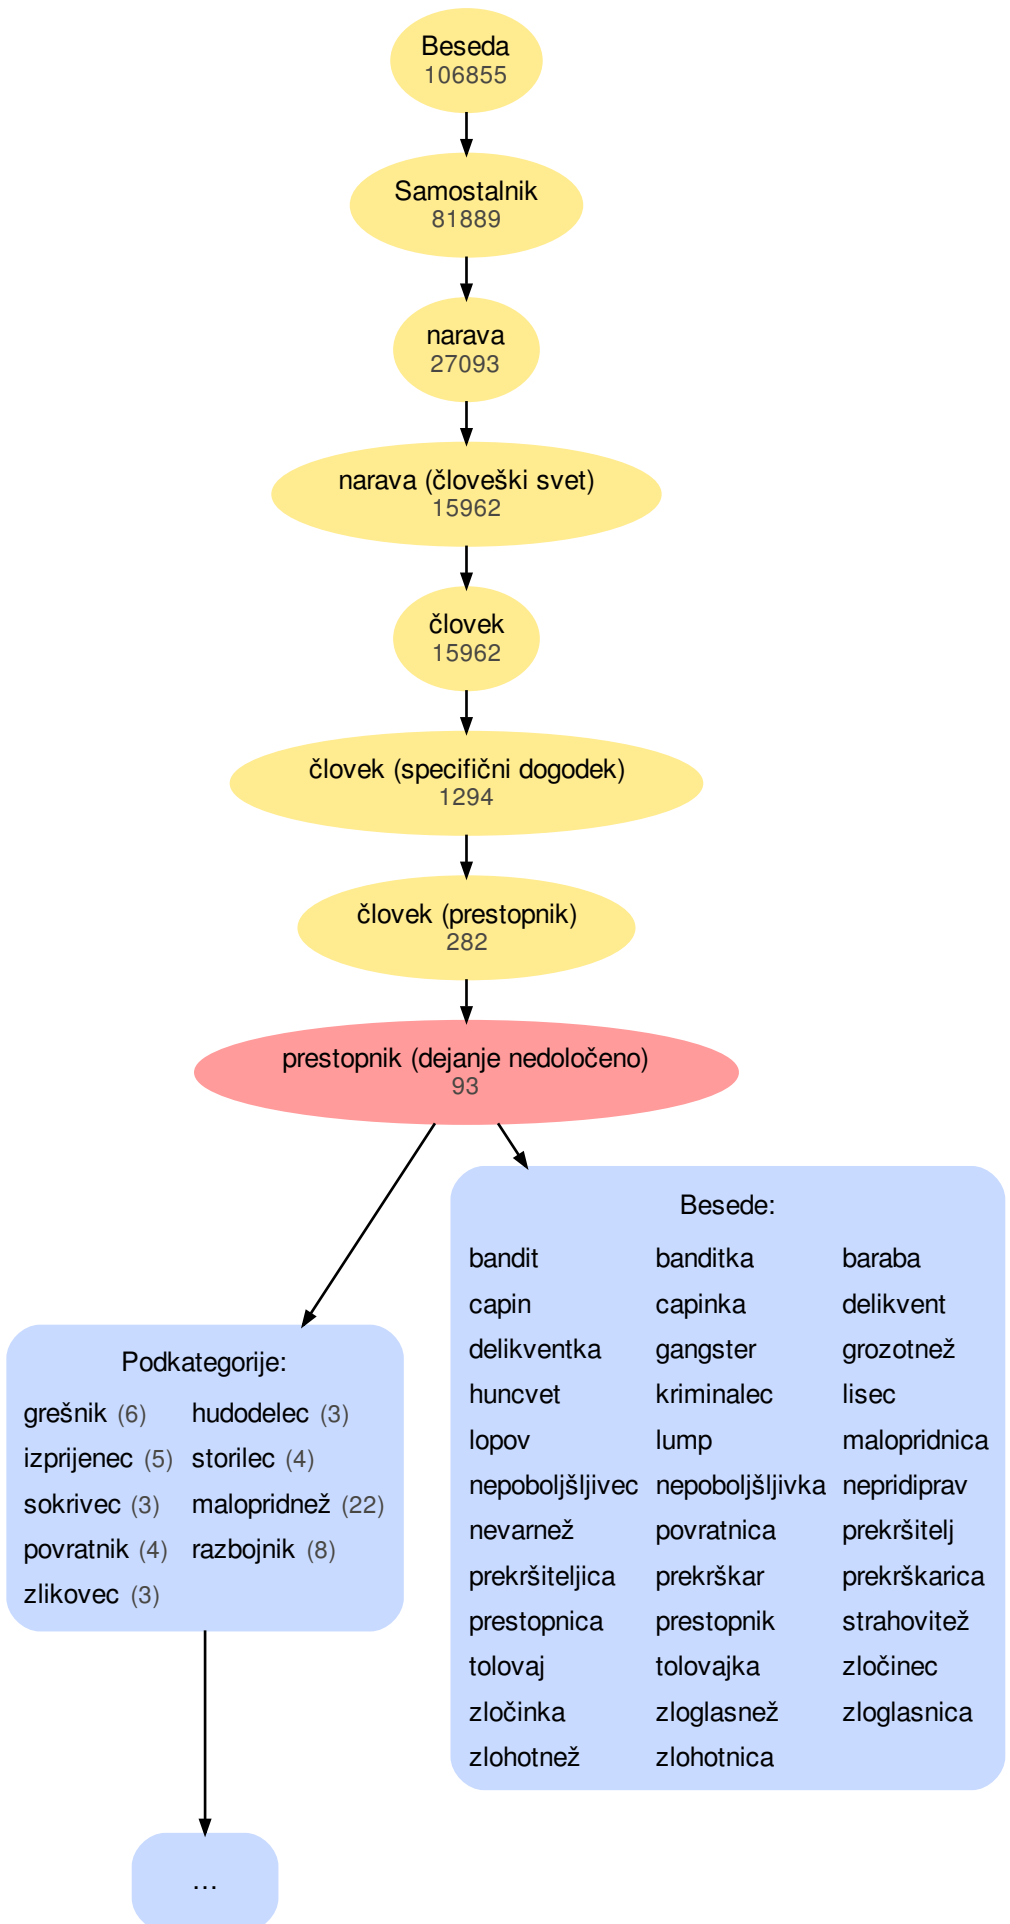 Beseda
106855
Samostalnik
81889
narava
27093
narava (človeški svet)
15962
človek
15962
človek (specifični dogodek)
1294
človek (prestopnik)
282
prestopnik (dejanje nedoločeno)
93
Besede:
bandit banditka baraba
capin capinka delikvent
delikventka gangster grozotnež
huncvet kriminalec lisec
lopov lump malopridnica
nepoboljšljivec nepoboljšljivka nepridiprav
nevarnež povratnica prekršitelj
prekršiteljica prekrškar prekrškarica
prestopnica prestopnik strahovitež
tolovaj tolovajka zločinec
zločinka zloglasnež zloglasnica
zlohotnež zlohotnica
Podkategorije:
grešnik (6) hudodelec (3)
izprijenec (5) storilec (4)
sokrivec (3) malopridnež (22)
povratnik (4) razbojnik (8)
zlikovec (3)
...